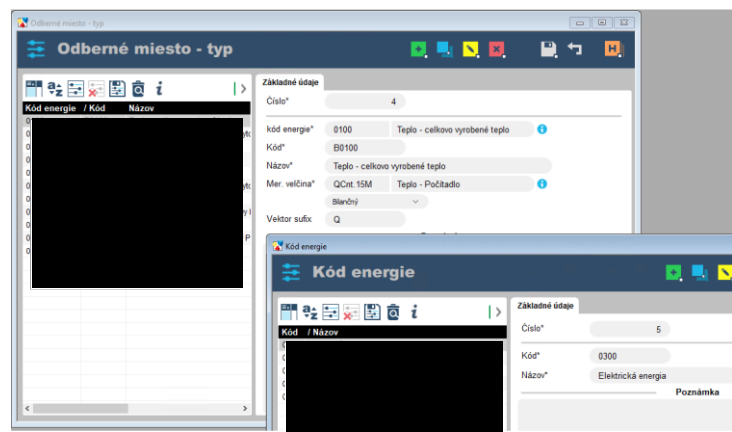 Odberné miesto - typ
Odberné miesto - typ
Základné údaje
Kód energie / Kód Názov
Číslo* 4
kód energie* 0100 Teplo - celkovo vyrobené teplo
Kód* B0100
Názov* Teplo - celkovo vyrobené teplo
Mer. veličina* QCnt.15M Teplo - Počítadlo
Blančný
Vektor sufix Q
Kód energie
Kód energie
Základné údaje
Kód / Názov
Číslo* 5
Kód* 0300
Názov* Elektrická energia
Poznámka